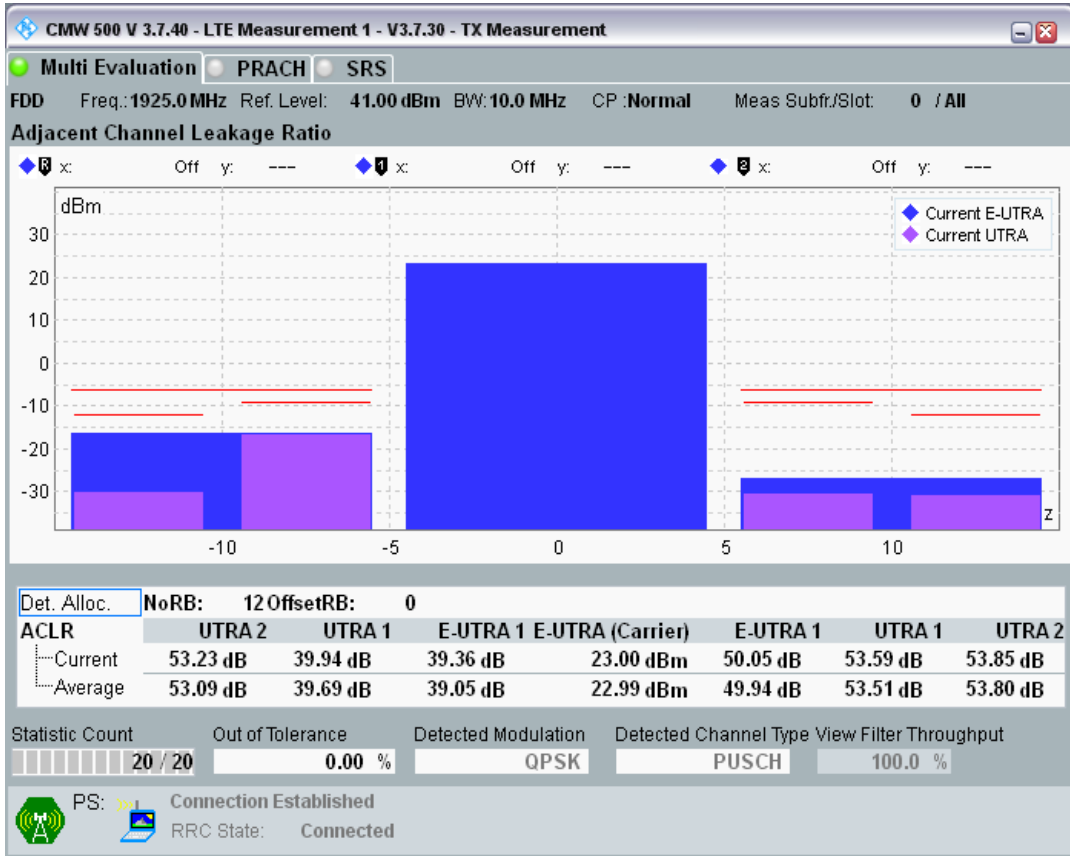 CMW 500 V 3.7.40 - LTE Measurement 1 - V3.7.30 - TX Measurement
Multi Evaluation PRACH SRS
FDD Freq.: 1925.0 MHz Ref. Level: 41.00 dBm BW: 10.0 MHz CP : Normal Meas Subfr./Slot: 0 / All
Adjacent Channel Leakage Ratio
R x: Off y: --- 1 x: Off y: --- 2 x: Off y: ---
dBm
Current E-UTRA
Current UTRA
30
20
10
0
-10
-20
-30
z
-10 -5 0 5 10
Det. Alloc. NoRB: 12 OffsetRB: 0
ACLR UTRA 2 UTRA 1 E-UTRA 1 E-UTRA (Carrier) E-UTRA 1 UTRA 1 UTRA 2
Current 53.23 dB 39.94 dB 39.36 dB 23.00 dBm 50.05 dB 53.59 dB 53.85 dB
Average 53.09 dB 39.69 dB 39.05 dB 22.99 dBm 49.94 dB 53.51 dB 53.80 dB
Statistic Count Out of Tolerance Detected Modulation Detected Channel Type View Filter Throughput
20 / 20 0.00 % QPSK PUSCH 100.0 %
PS: Connection Established
RRC State: Connected